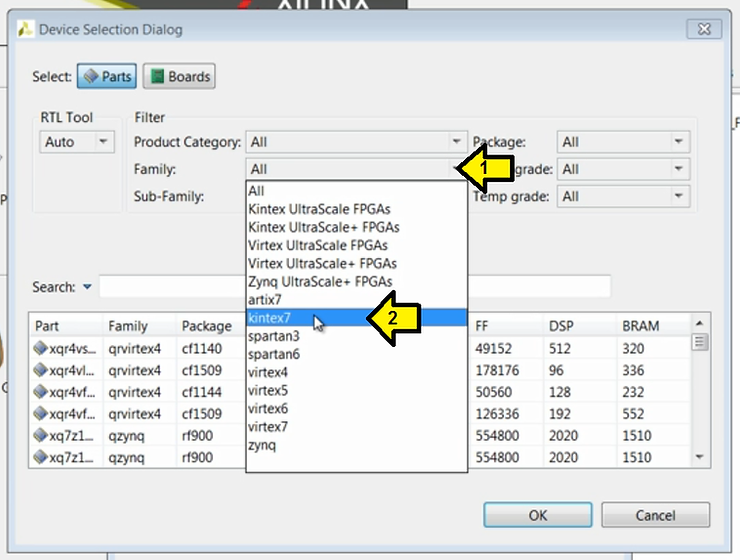 XILINX
Device Selection Dialog
Select: Parts Boards
RTL Tool Filter
Auto Product Category: All Package: All
Family: All 1 grade: All
Sub-Family: Temp grade: All
All
Kintex UltraScale FPGAs
Kintex UltraScale+ FPGAs
Virtex UltraScale FPGAs
Virtex UltraScale+ FPGAs
Zynq UltraScale+ FPGAs
Search:
artix7
kintex7 2
spartan3
spartan6
virtex4
virtex5
virtex6
virtex7
zynq
Part Family Package FF DSP BRAM
xqr4vs... qrvirtex4 cf1140 49152 512 320
xqr4vl... qrvirtex4 cf1509 178176 96 336
xqr4vf... qrvirtex4 cf1144 50560 128 232
xqr4vf... qrvirtex4 cf1509 126336 192 552
xq7z1... qzynq rf900 554800 2020 1510
xq7z1... qzynq rf900 554800 2020 1510
OK Cancel